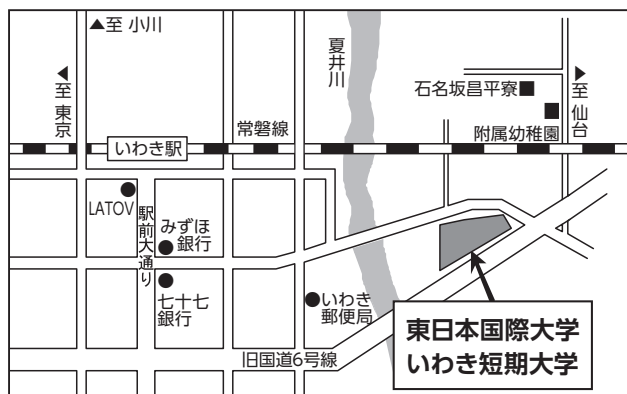 ▲至 小川
◀至 東京
夏井川
石名坂昌平寮■
▶至 仙台
附属幼稚園
常磐線
いわき駅
LATOV
駅前大通り
みずほ
銀行
七十七
銀行
いわき
郵便局
旧国道6号線
東日本国際大学
いわき短期大学